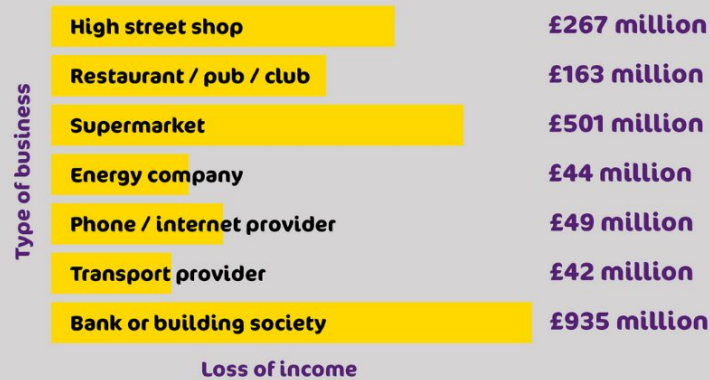 High street shop £267 million
Restaurant / pub / club £163 million
Supermarket £501 million
Energy company £44 million
Phone / internet provider £49 million
Transport provider £42 million
Bank or building society £935 million
Type of business
Loss of income